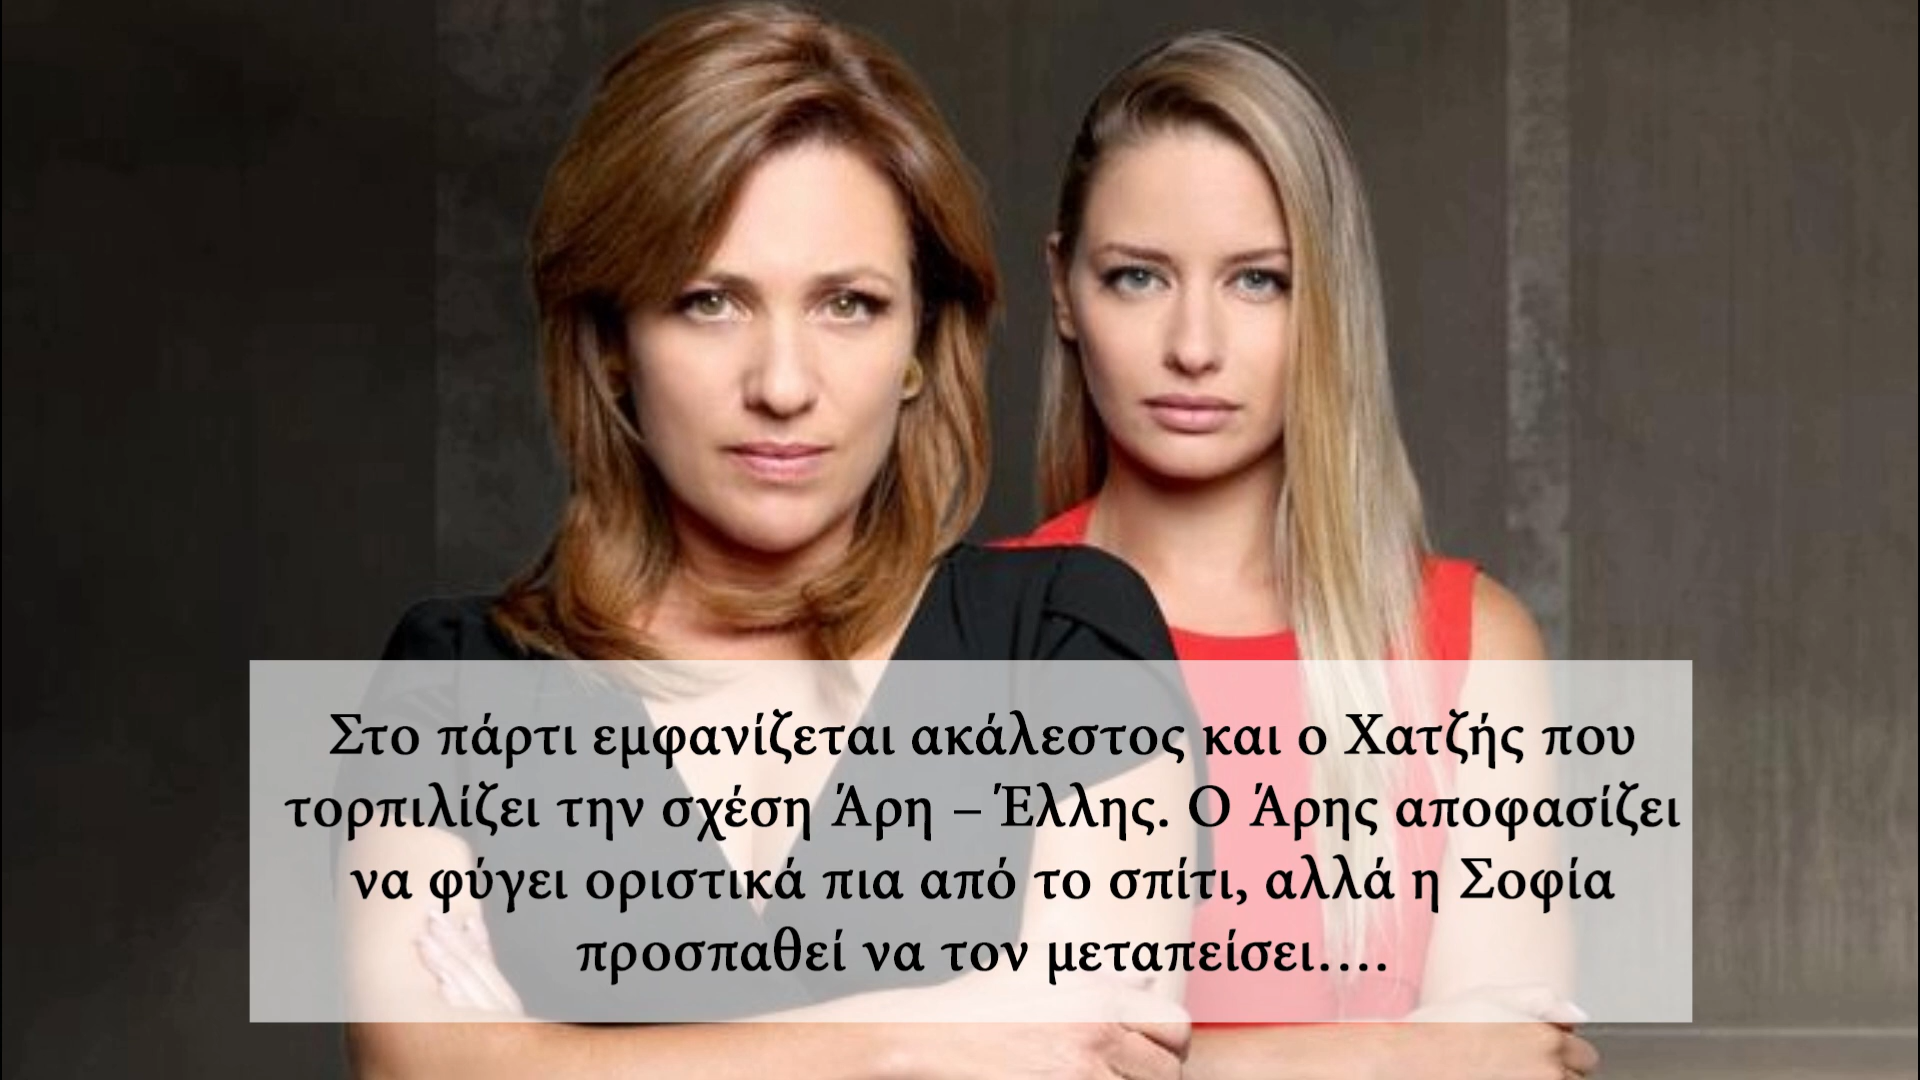 Στο πάρτι εμφανίζεται ακάλεστος και ο Χατζής που
τορπιλίζει την σχέση Άρη – Έλλης. Ο Άρης αποφασίζει
να φύγει οριστικά πια από το σπίτι, αλλά η Σοφία
προσπαθεί να τον μεταπείσει....